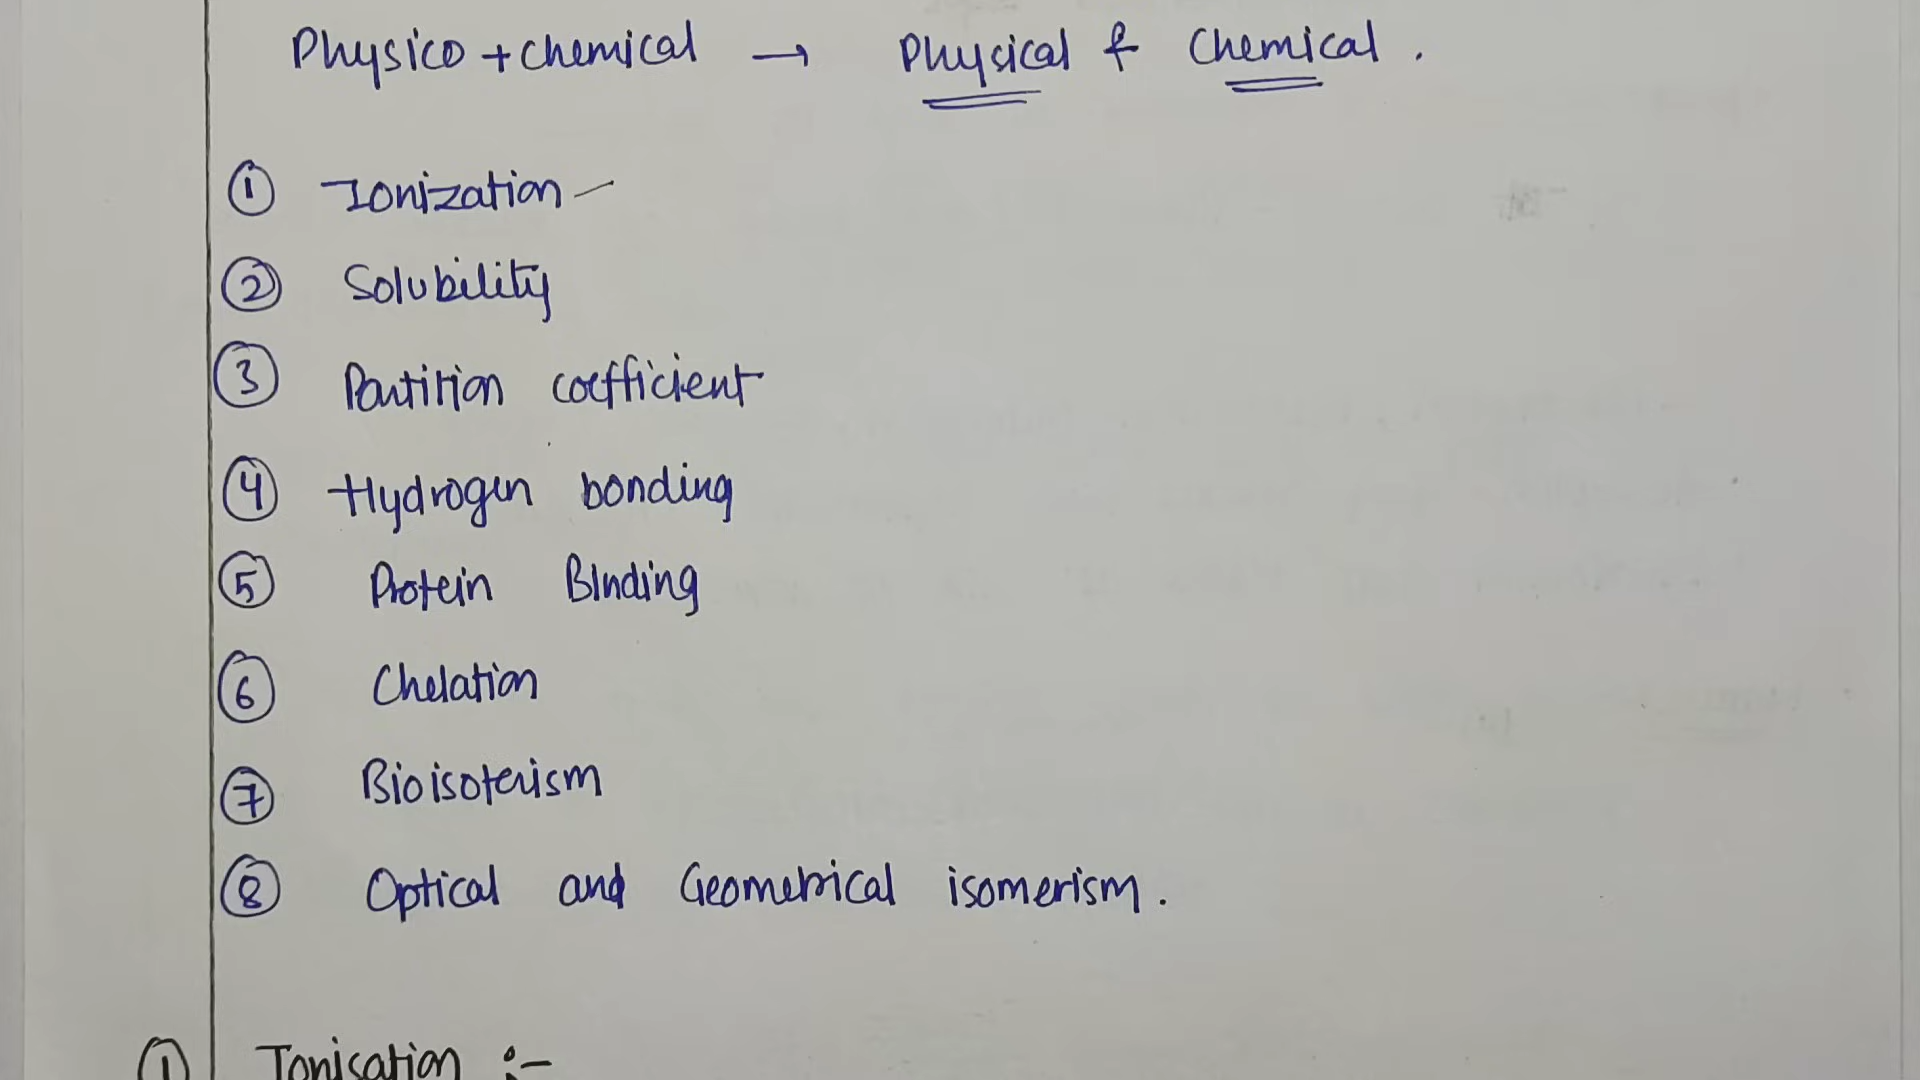 Physico + chemical → Physical & Chemical.
① Ionization –
② Solubility
③ Partition coefficient
④ Hydrogen bonding
⑤ Protein Binding
⑥ Chelation
⑦ Bioisoterism
⑧ Optical and Geometrical isomerism.
① Ionisation :-